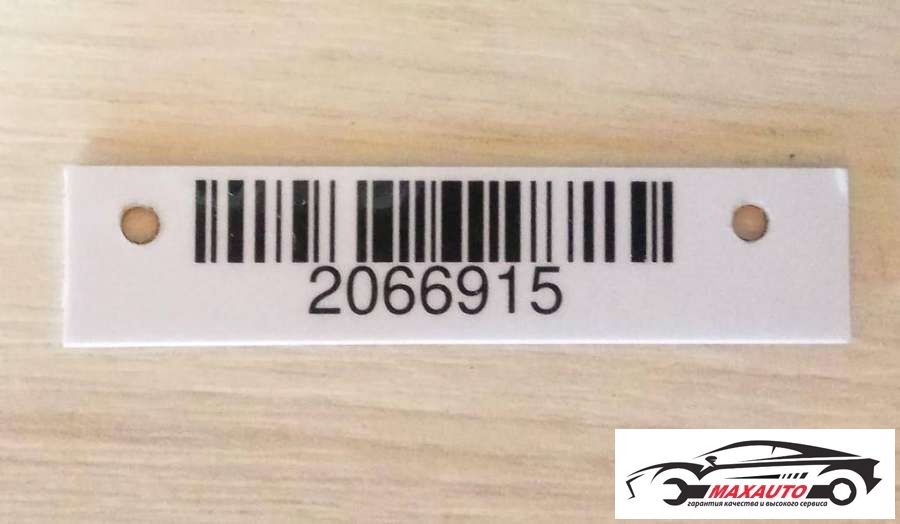 2066915
MAXAUTO
гарантия качества и высокого сервиса